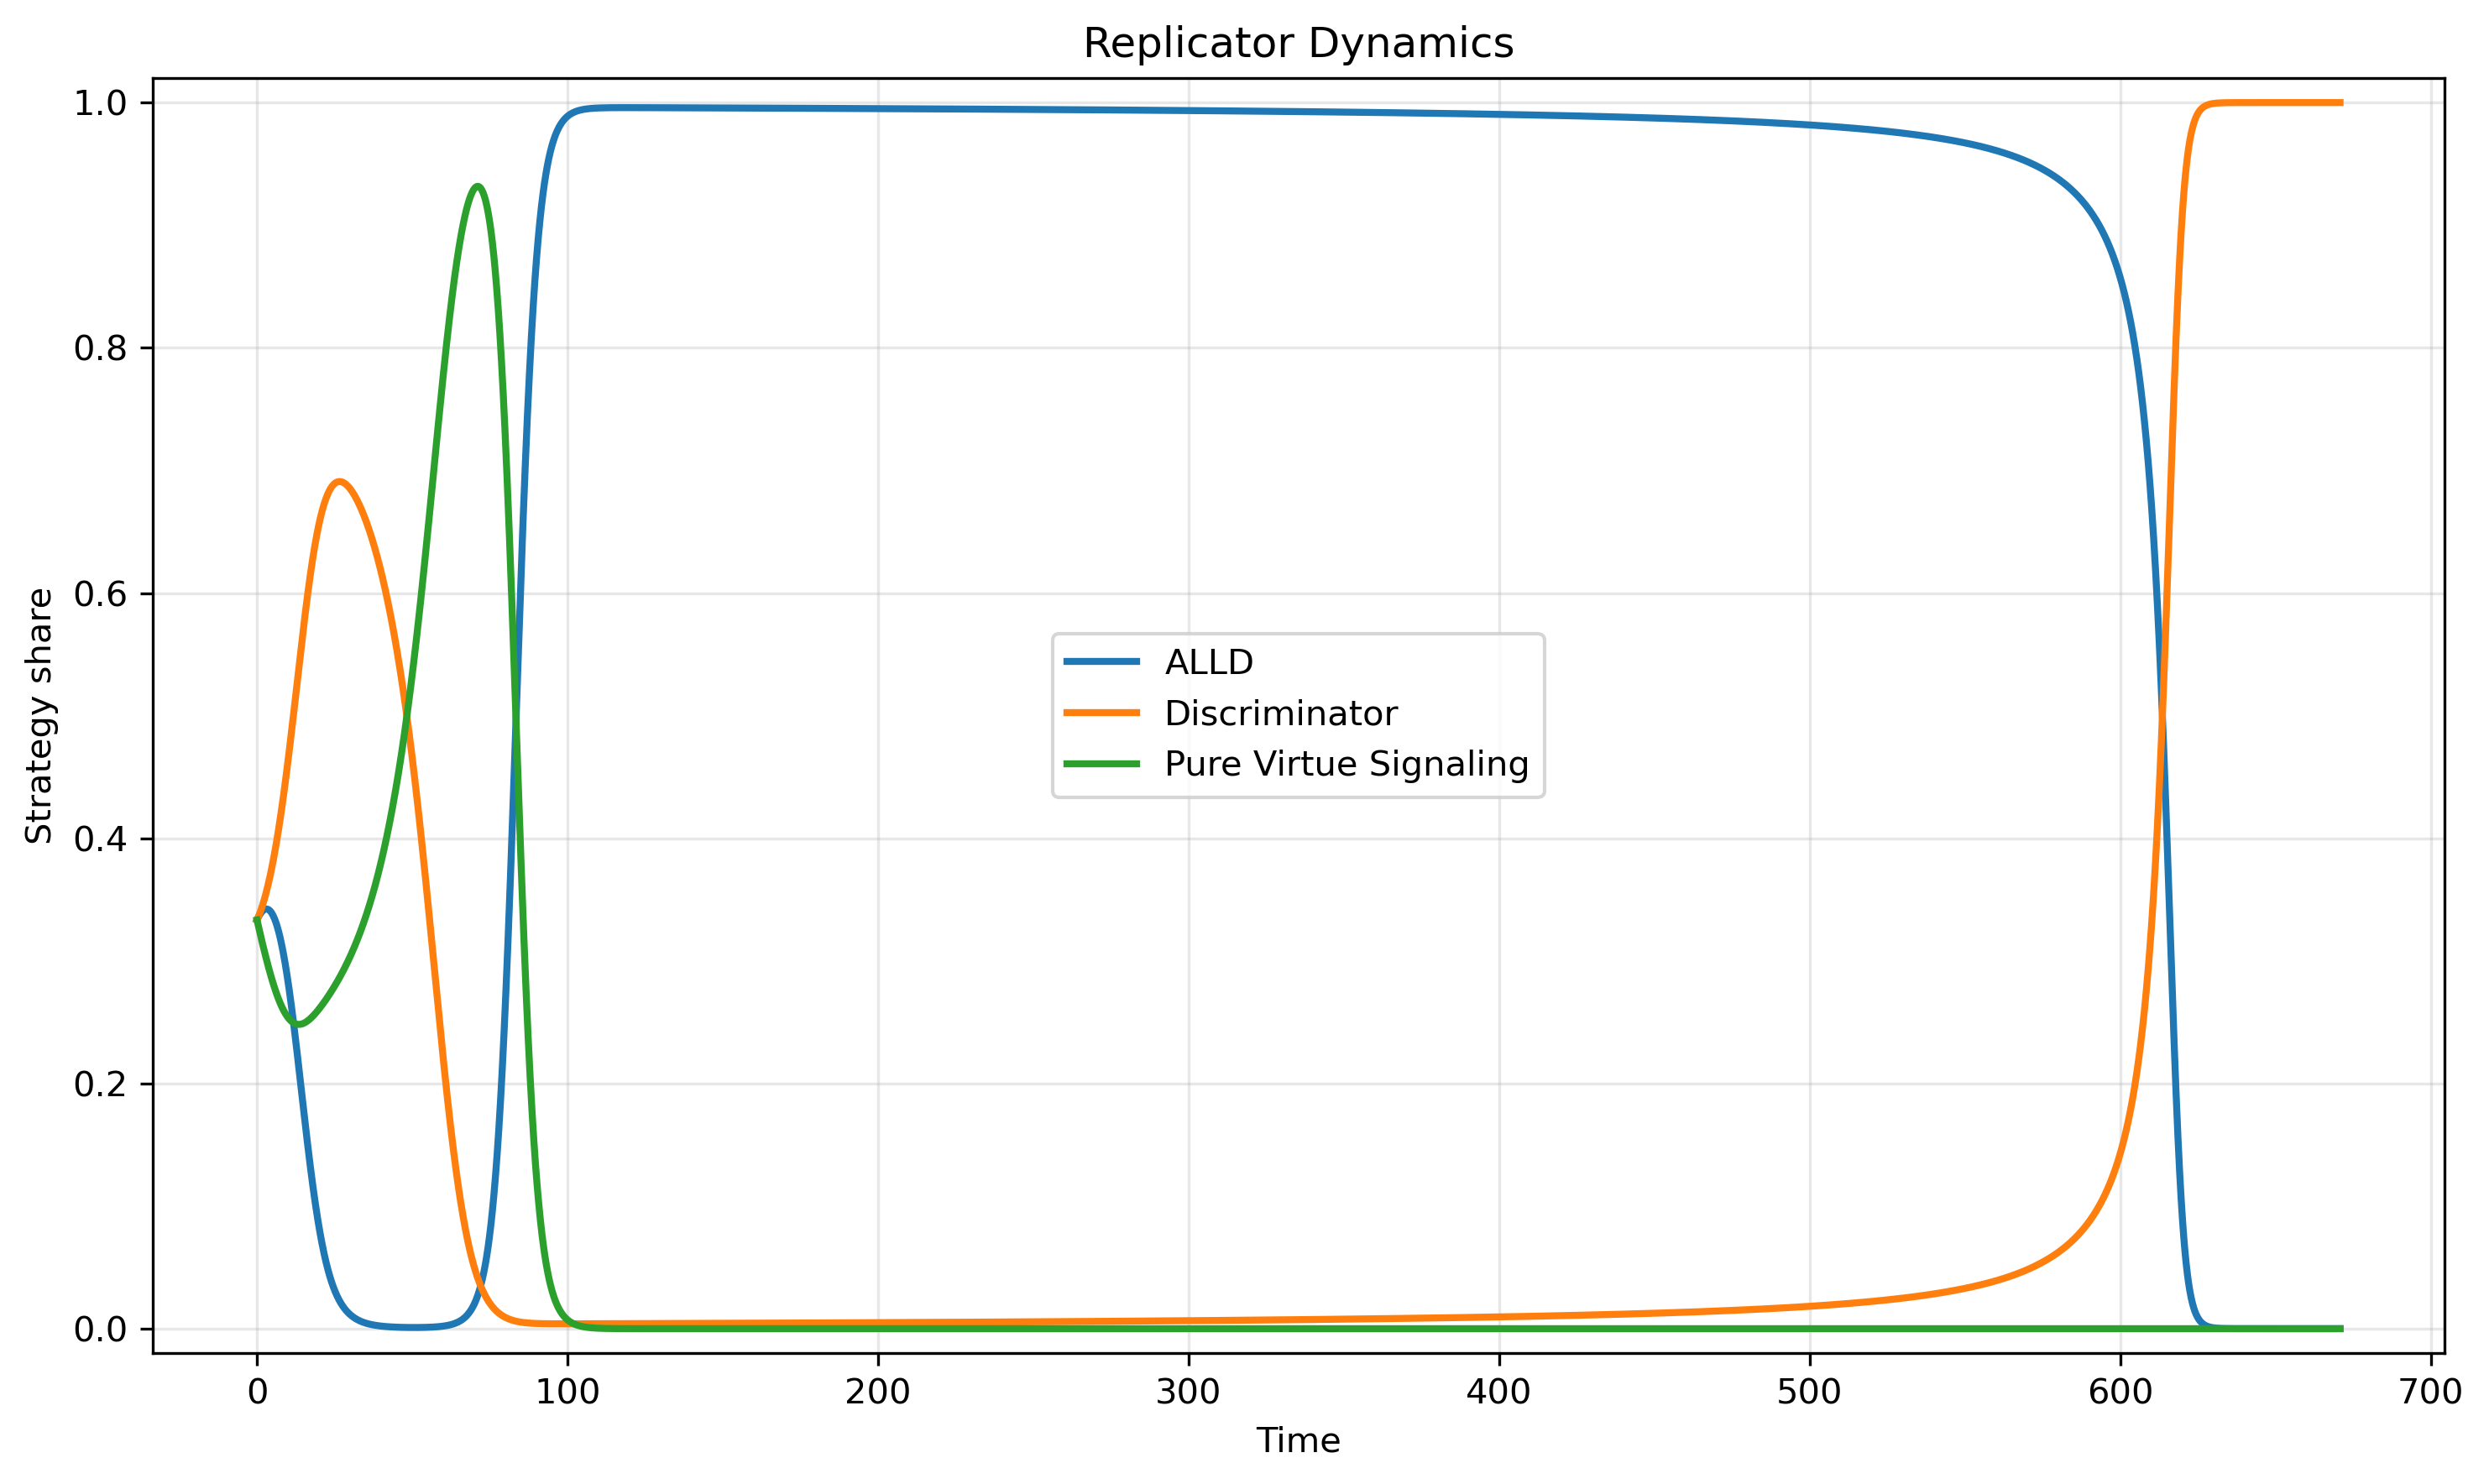 Replicator Dynamics
1.0
0.8
0.6
0.4
0.2
0.0
Strategy share
ALLD
Discriminator
Pure Virtue Signaling
0 100 200 300 400 500 600 700
Time